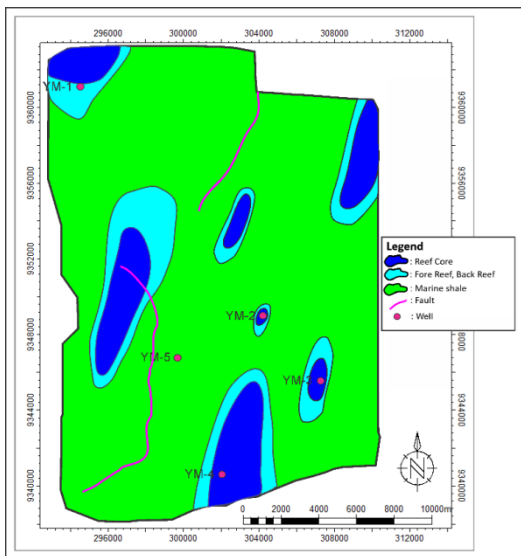 296000 300000 304000 308000 312000
9360000 9356000 9352000 9348000 9344000 9340000
YM-1
YM-2
YM-5
YM-3
YM-4
9360000 9356000 8000 9344000 9340000
Legend
: Reef Core
: Fore Reef, Back Reef
: Marine shale
: Fault
: Well
0 2000 4000 6000 8000 10000m
296000 300000 304000 308000 312000